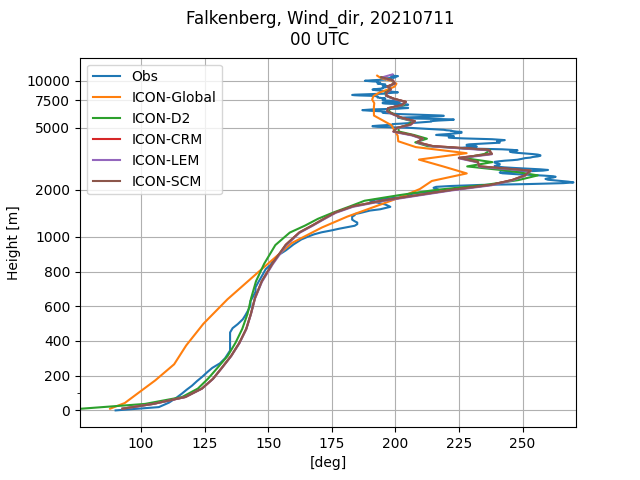 Falkenberg, Wind_dir, 20210711
00 UTC
Obs
ICON-Global
ICON-D2
ICON-CRM
ICON-LEM
ICON-SCM
10000
7500
5000
2000
1000
800
600
400
200
0
Height [m]
100
125
150
175
200
225
250
[deg]